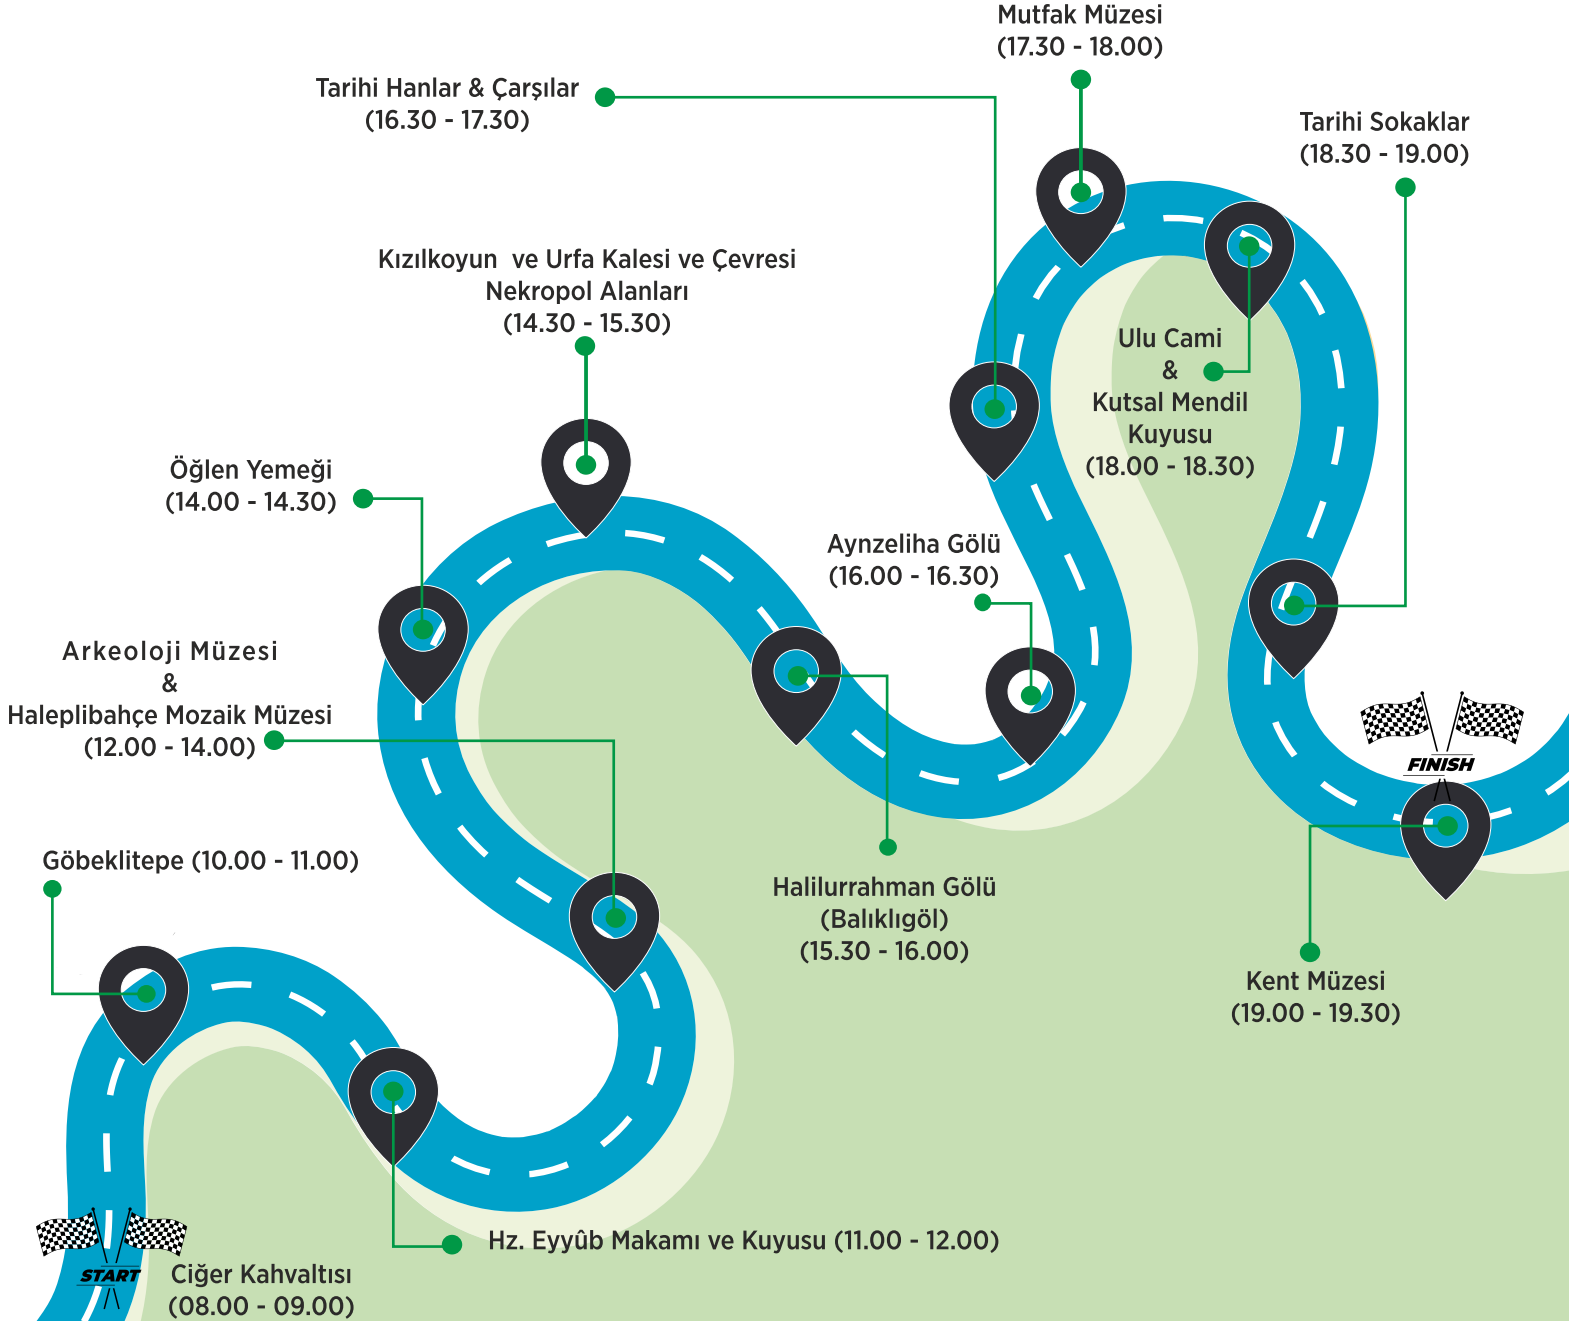 Mutfak Müzesi
(17.30 - 18.00)
Tarihi Hanlar & Çarşılar
(16.30 - 17.30)
Tarihi Sokaklar
(18.30 - 19.00)
Kızılkoyun  ve Urfa Kalesi ve Çevresi
Nekropol Alanları
(14.30 - 15.30)
Ulu Cami
&
Kutsal Mendil
Kuyusu
(18.00 - 18.30)
Öğlen Yemeği
(14.00 - 14.30)
Aynzeliha Gölü
(16.00 - 16.30)
Arkeoloji Müzesi
&
Haleplibahçe Mozaik Müzesi
(12.00 - 14.00)
FINISH
Göbeklitepe (10.00 - 11.00)
Halilurrahman Gölü
(Balıklıgöl)
(15.30 - 16.00)
Kent Müzesi
(19.00 - 19.30)
Hz. Eyyûb Makamı ve Kuyusu (11.00 - 12.00)
START
Ciğer Kahvaltısı
(08.00 - 09.00)